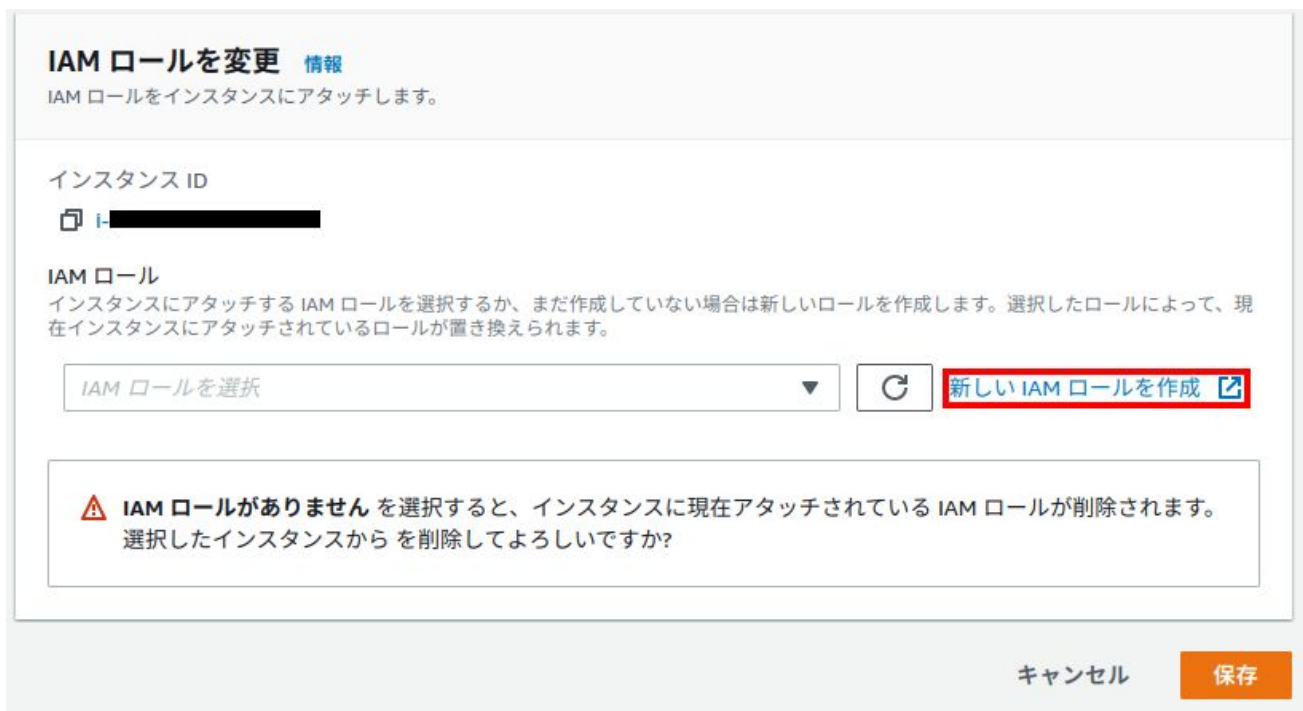 IAM ロールを変更 情報
IAM ロールをインスタンスにアタッチします。
インスタンス ID
i-
IAM ロール
インスタンスにアタッチする IAM ロールを選択するか、まだ作成していない場合は新しいロールを作成します。選択したロールによって、現
在インスタンスにアタッチされているロールが置き換えられます。
IAM ロールを選択 新しい IAM ロールを作成
IAM ロールがありません を選択すると、インスタンスに現在アタッチされている IAM ロールが削除されます。
選択したインスタンスから を削除してよろしいですか?
キャンセル 保存